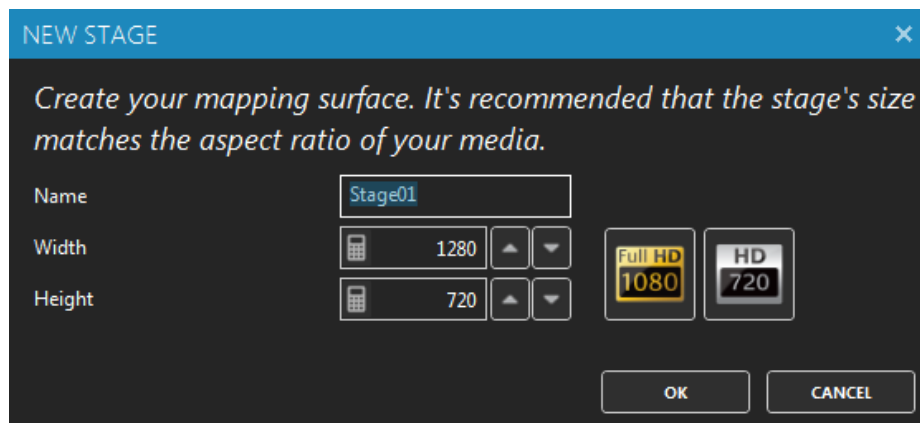 NEW STAGE
Create your mapping surface. It's recommended that the stage's size
matches the aspect ratio of your media.
Name Stage01
Width 1280
Height 720
Full HD 1080
HD 720
OK CANCEL